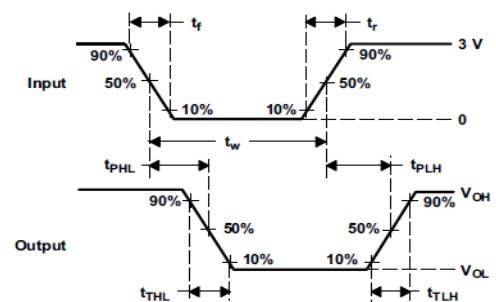 tf tr
90% 90% 3 V
Input 50% 50%
10% 10%
0
tw
tPHL tPLH
90% 90% VOH
Output 50% 50%
10% 10%
VOL
tTHL tTLH